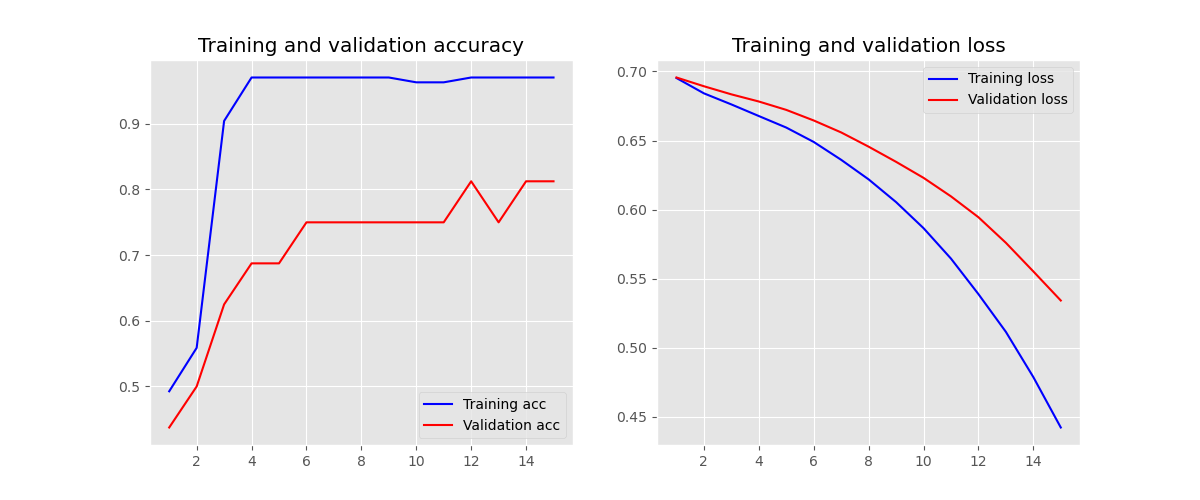 Training and validation accuracy
0.9
0.8
0.7
0.6
0.5
Training acc
Validation acc
2 4 6 8 10 12 14
Training and validation loss
0.70
0.65
0.60
0.55
0.50
0.45
Training loss
Validation loss
2 4 6 8 10 12 14